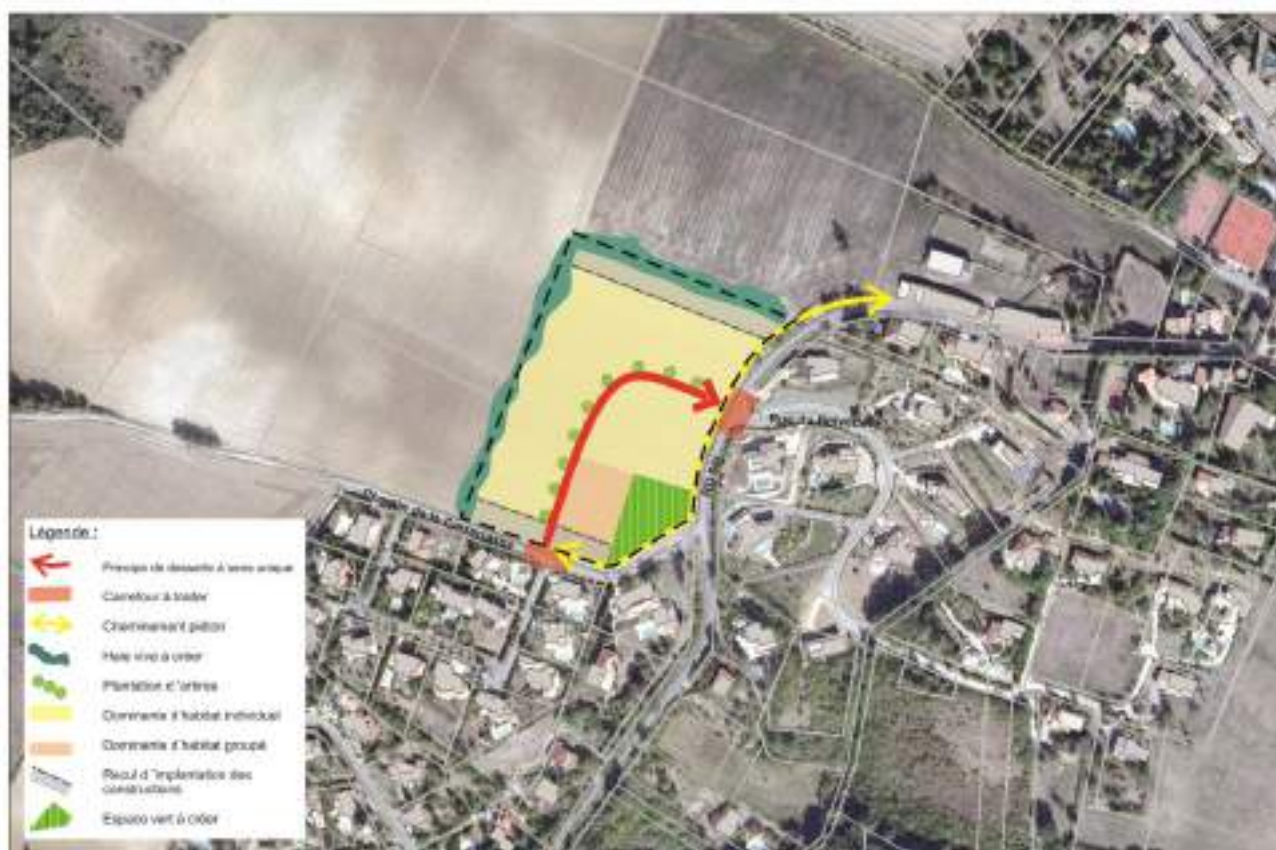 Légende :
Principe de desserte à sens unique
Carrefour à traiter
Cheminement piéton
Haie vive à créer
Plantation d'arbres
Dominante d'habitat individuel
Dominante d'habitat groupé
Recul d'implantation des
constructions
Espace vert à créer